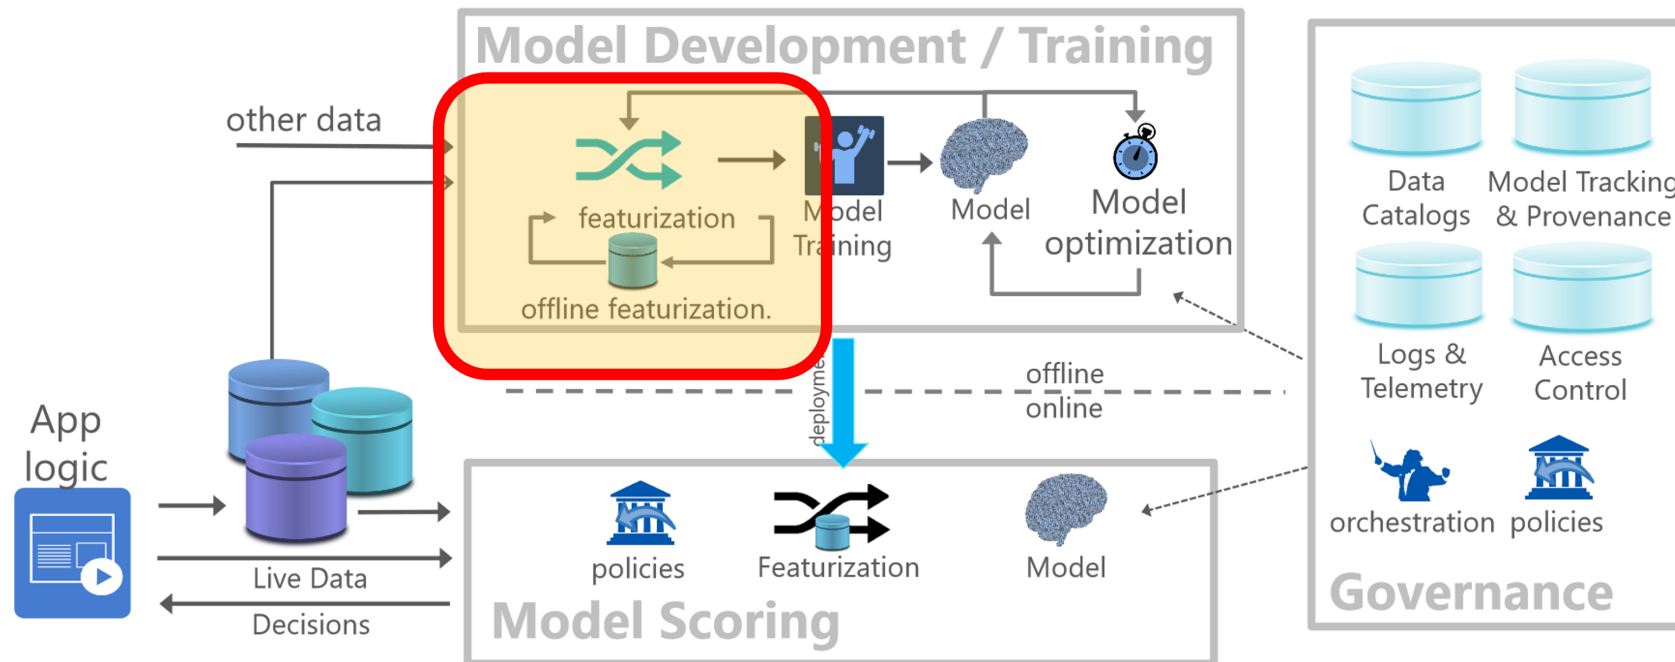 Model Development / Training
other data
featurization
offline featurization.
Model
Training
Model
Model
optimization
deployment
offline
online
App
logic
Live Data
Decisions
policies
Featurization
Model
Model Scoring
Data
Catalogs
Model Tracking
& Provenance
Logs &
Telemetry
Access
Control
orchestration
policies
Governance